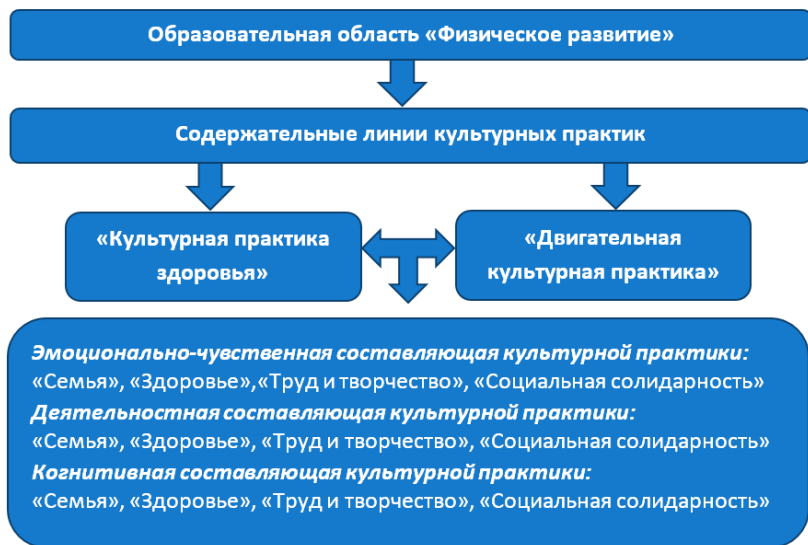 Образовательная область «Физическое развитие»
Содержательные линии культурных практик
«Культурная практика
здоровья»
«Двигательная
культурная практика»
Эмоционально-чувственная составляющая культурной практики:
«Семья», «Здоровье»,«Труд и творчество», «Социальная солидарность»
Деятельностная составляющая культурной практики:
«Семья», «Здоровье», «Труд и творчество», «Социальная солидарность»
Когнитивная составляющая культурной практики:
«Семья», «Здоровье», «Труд и творчество», «Социальная солидарность»